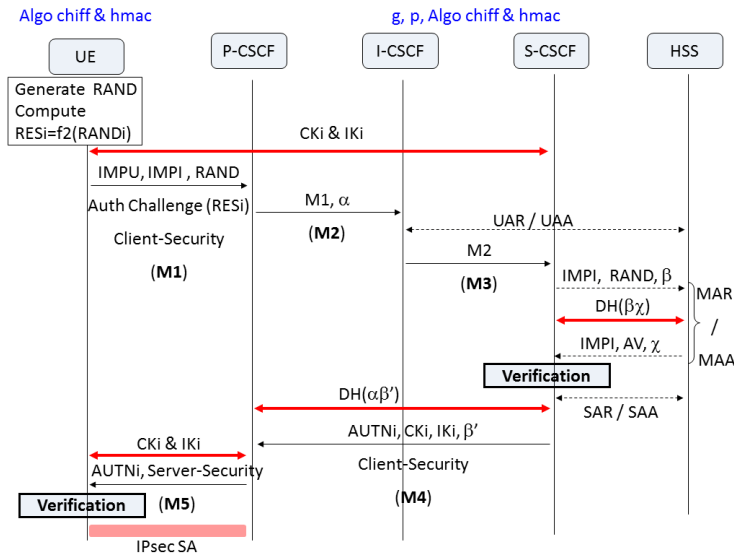 Algo chiff & hmac
g, p, Algo chiff & hmac
UE
P-CSCF
I-CSCF
S-CSCF
HSS
Generate RAND
Compute
RESi=f2(RANDi)
CKi & IKi
IMPU, IMPI , RAND
Auth Challenge (RESi)
Client-Security
(M1)
M1, α
(M2)
UAR / UAA
M2
(M3)
IMPI, RAND, β
DH(βχ)
IMPI, AV, χ
MAR
/
MAA
Verification
DH(αβ’)
SAR / SAA
AUTNi, CKi, IKi, β’
Client-Security
(M4)
CKi & IKi
AUTNi, Server-Security
(M5)
Verification
IPsec SA